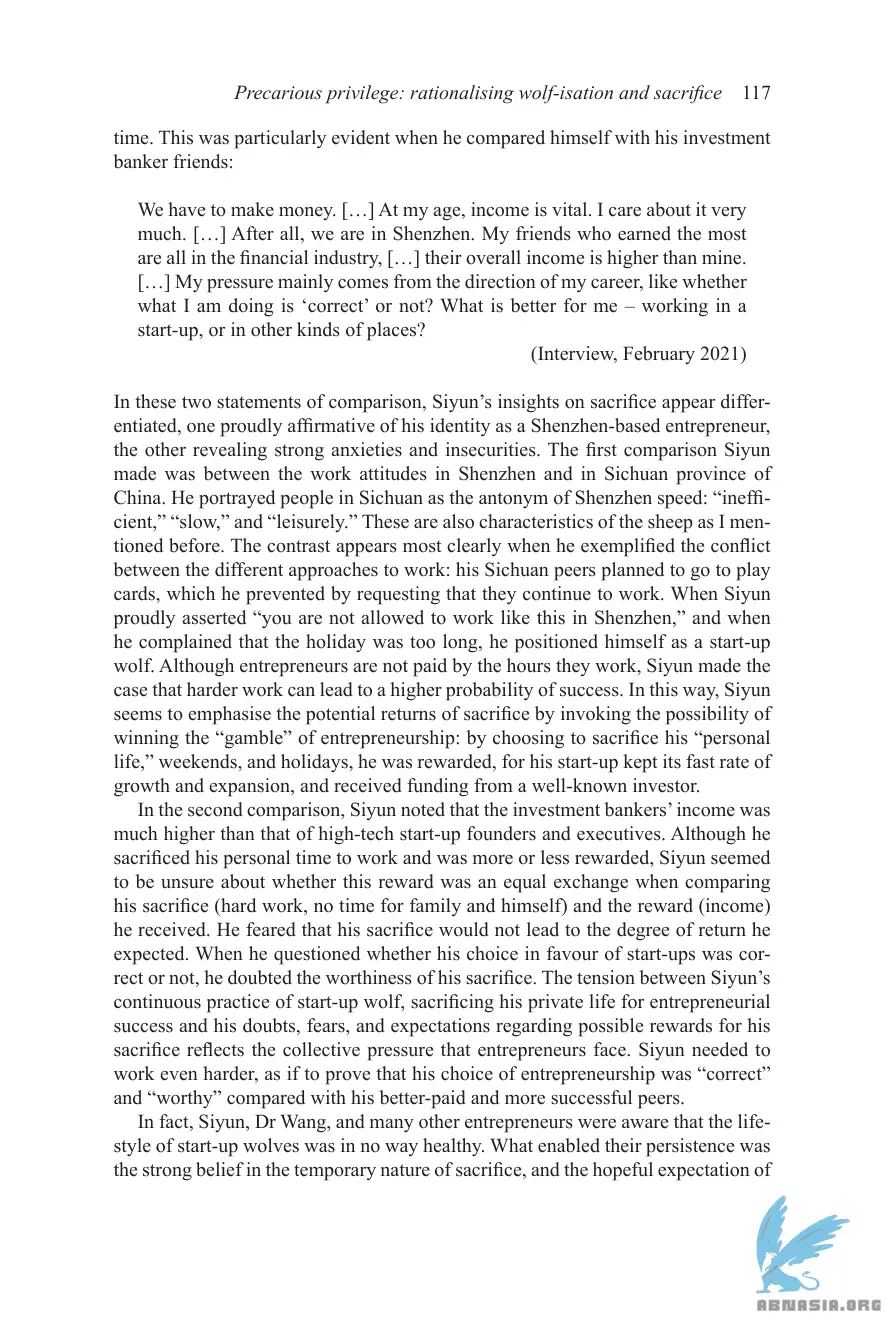 Precarious privilege: rationalising wolf-isation and sacrifice 117
time. This was particularly evident when he compared himself with his investment
banker friends:
We have to make money. […] At my age, income is vital. I care about it very
much. […] After all, we are in Shenzhen. My friends who earned the most
are all in the financial industry, […] their overall income is higher than mine.
[…] My pressure mainly comes from the direction of my career, like whether
what I am doing is ‘correct’ or not? What is better for me – working in a
start-up, or in other kinds of places?
(Interview, February 2021)
In these two statements of comparison, Siyun’s insights on sacrifice appear differ-
entiated, one proudly affirmative of his identity as a Shenzhen-based entrepreneur,
the other revealing strong anxieties and insecurities. The first comparison Siyun
made was between the work attitudes in Shenzhen and in Sichuan province of
China. He portrayed people in Sichuan as the antonym of Shenzhen speed: “ineffi-
cient,” “slow,” and “leisurely.” These are also characteristics of the sheep as I men-
tioned before. The contrast appears most clearly when he exemplified the conflict
between the different approaches to work: his Sichuan peers planned to go to play
cards, which he prevented by requesting that they continue to work. When Siyun
proudly asserted “you are not allowed to work like this in Shenzhen,” and when
he complained that the holiday was too long, he positioned himself as a start-up
wolf. Although entrepreneurs are not paid by the hours they work, Siyun made the
case that harder work can lead to a higher probability of success. In this way, Siyun
seems to emphasise the potential returns of sacrifice by invoking the possibility of
winning the “gamble” of entrepreneurship: by choosing to sacrifice his “personal
life,” weekends, and holidays, he was rewarded, for his start-up kept its fast rate of
growth and expansion, and received funding from a well-known investor.
In the second comparison, Siyun noted that the investment bankers’ income was
much higher than that of high-tech start-up founders and executives. Although he
sacrificed his personal time to work and was more or less rewarded, Siyun seemed
to be unsure about whether this reward was an equal exchange when comparing
his sacrifice (hard work, no time for family and himself) and the reward (income)
he received. He feared that his sacrifice would not lead to the degree of return he
expected. When he questioned whether his choice in favour of start-ups was cor-
rect or not, he doubted the worthiness of his sacrifice. The tension between Siyun’s
continuous practice of start-up wolf, sacrificing his private life for entrepreneurial
success and his doubts, fears, and expectations regarding possible rewards for his
sacrifice reflects the collective pressure that entrepreneurs face. Siyun needed to
work even harder, as if to prove that his choice of entrepreneurship was “correct”
and “worthy” compared with his better-paid and more successful peers.
In fact, Siyun, Dr Wang, and many other entrepreneurs were aware that the life-
style of start-up wolves was in no way healthy. What enabled their persistence was
the strong belief in the temporary nature of sacrifice, and the hopeful expectation of
ABNASIA.ORG